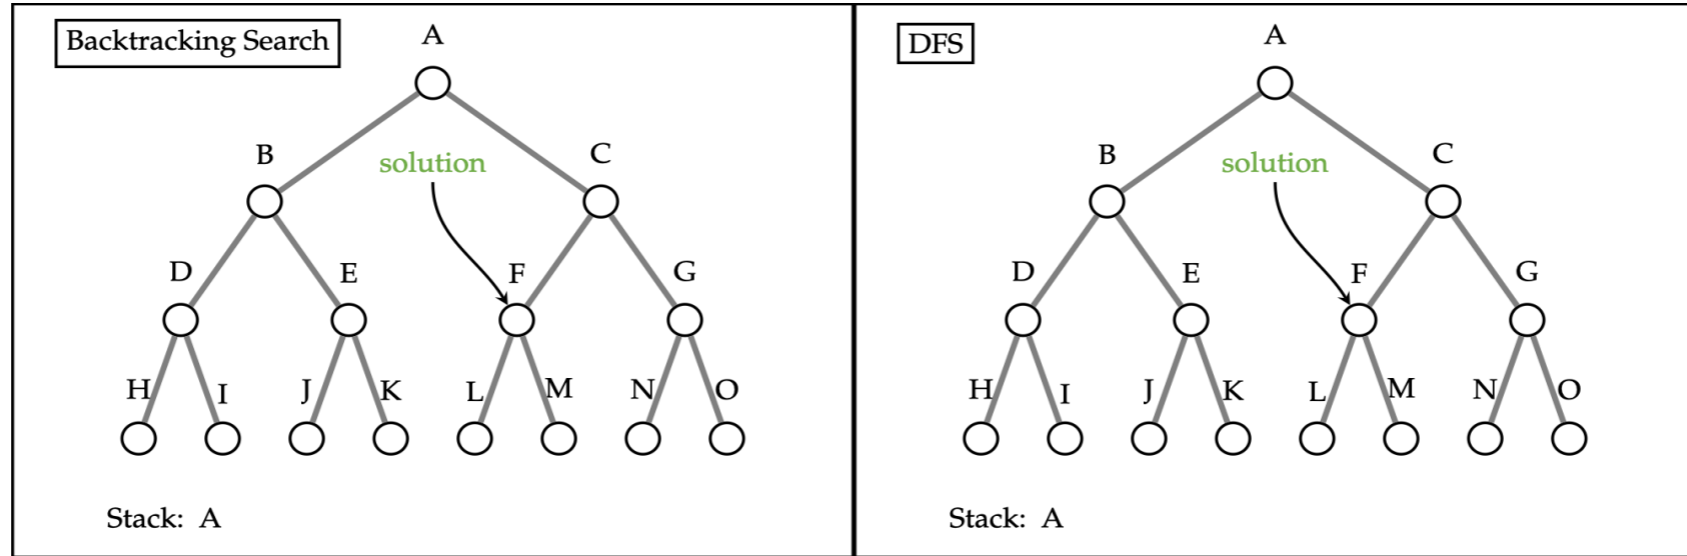 Backtracking Search
A
B
solution
C
D
E
F
G
H
I
J
K
L
M
N
O
Stack: A
DFS
A
B
solution
C
D
E
F
G
H
I
J
K
L
M
N
O
Stack: A